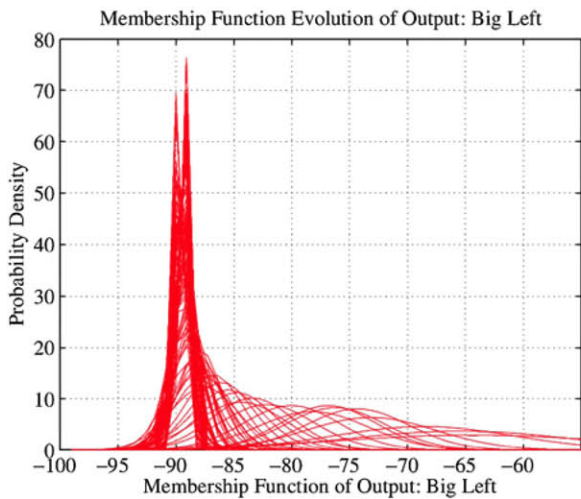 Membership Function Evolution of Output: Big Left
80
70
60
50
40
30
20
10
0
Probability Density
−100 −95 −90 −85 −80 −75 −70 −65 −60
Membership Function of Output: Big Left